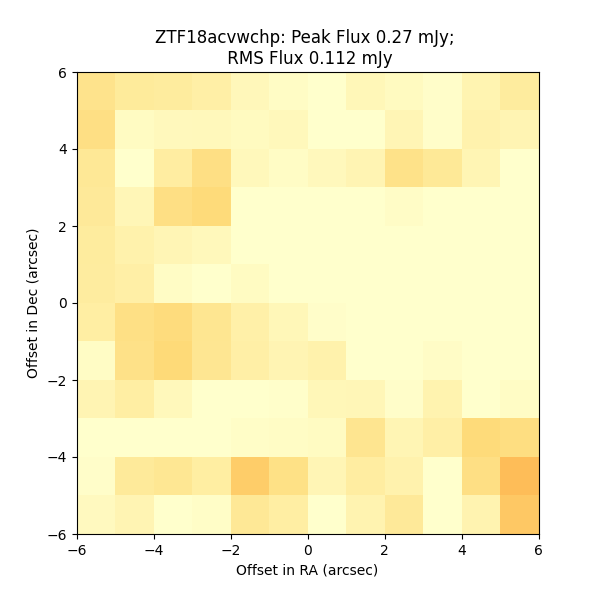 ZTF18acvwchp: Peak Flux 0.27 mJy;
RMS Flux 0.112 mJy
6
4
2
0
−2
−4
−6
Offset in Dec (arcsec)
−6 −4 −2 0 2 4 6
Offset in RA (arcsec)